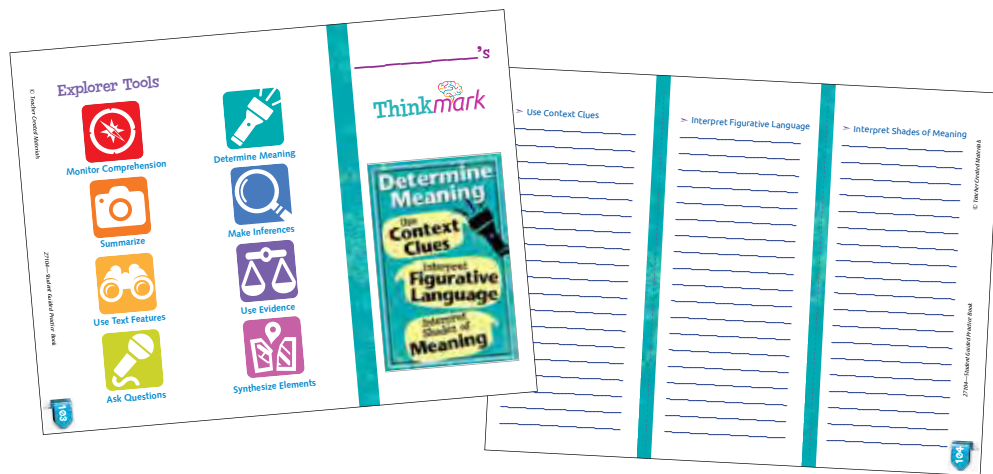 Explorer Tools
Monitor Comprehension
Determine Meaning
Summarize
Make Inferences
Use Text Features
Use Evidence
Ask Questions
Synthesize Elements
© Teacher Created Materials
27104—Student Guided Practice Book
103
's
Thinkmark
Determine
Meaning
Use
Context
Clues
Interpret
Figurative
Language
Interpret
Shades of
Meaning
➣ Use Context Clues
➣ Interpret Figurative Language
➣ Interpret Shades of Meaning
© Teacher Created Materials
27104—Student Guided Practice Book
104